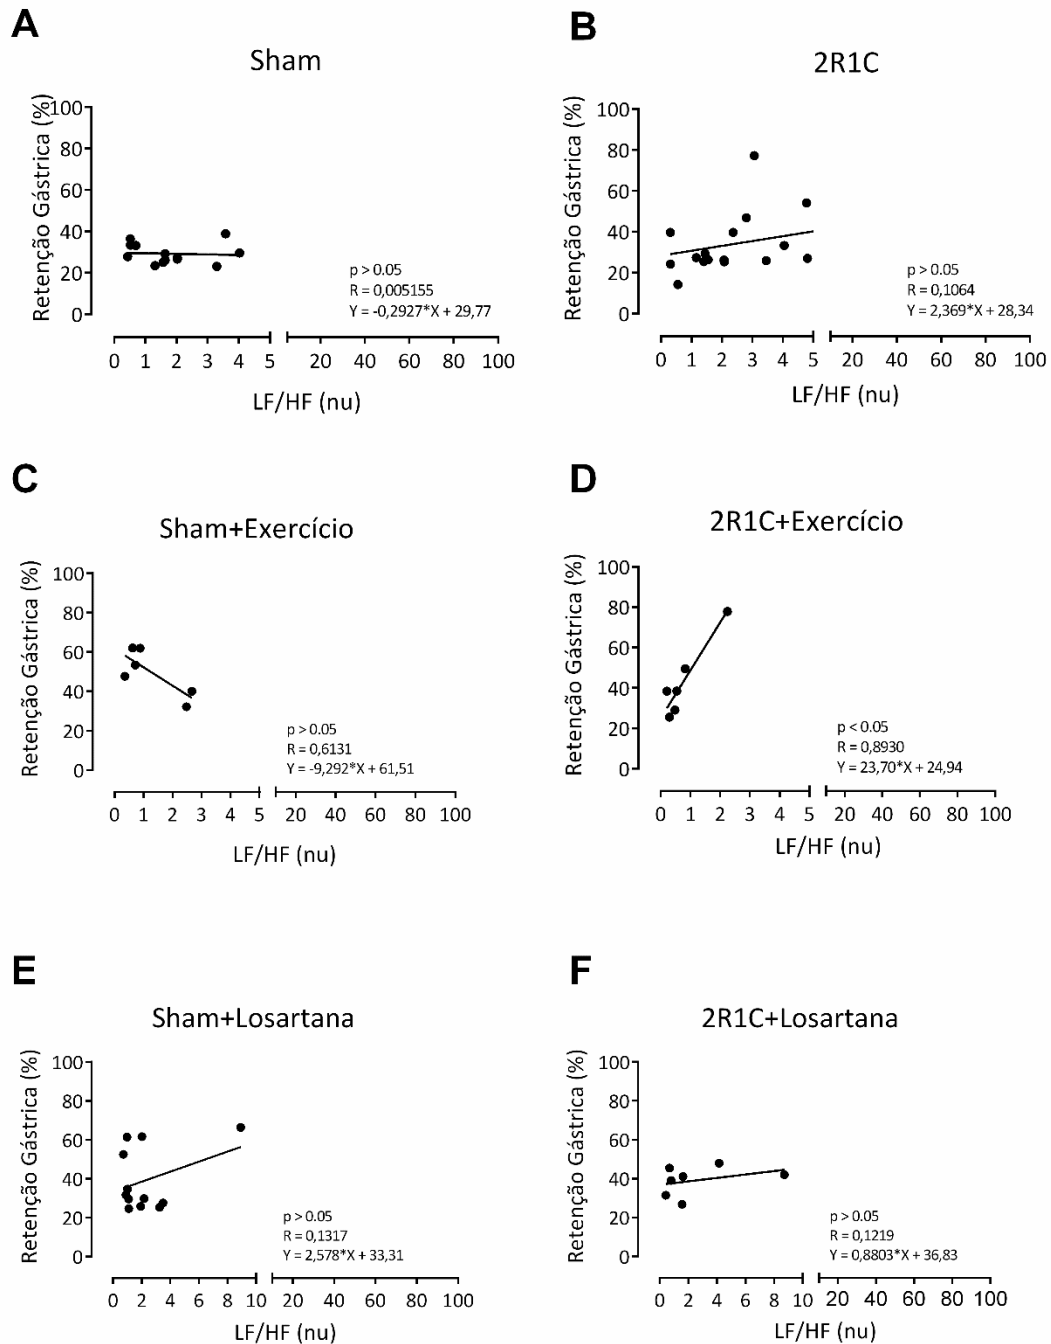 A
Sham
Retenção Gástrica (%)
100
80
60
40
20
0
p > 0.05
R = 0,005155
Y = -0,2927*X + 29,77
0 1 2 3 4 5 20 40 60 80 100
LF/HF (nu)
B
2R1C
Retenção Gástrica (%)
100
80
60
40
20
0
p > 0.05
R = 0,1064
Y = 2,369*X + 28,34
0 1 2 3 4 5 20 40 60 80 100
LF/HF (nu)
C
Sham+Exercício
Retenção Gástrica (%)
100
80
60
40
20
0
p > 0.05
R = 0,6131
Y = -9,292*X + 61,51
0 1 2 3 4 5 20 40 60 80 100
LF/HF (nu)
D
2R1C+Exercício
Retenção Gástrica (%)
100
80
60
40
20
0
p < 0.05
R = 0,8930
Y = 23,70*X + 24,94
0 1 2 3 4 5 20 40 60 80 100
LF/HF (nu)
E
Sham+Losartana
Retenção Gástrica (%)
100
80
60
40
20
0
p > 0.05
R = 0,1317
Y = 2,578*X + 33,31
0 2 4 6 8 10 20 40 60 80 100
LF/HF (nu)
F
2R1C+Losartana
Retenção Gástrica (%)
100
80
60
40
20
0
p > 0.05
R = 0,1219
Y = 0,8803*X + 36,83
0 2 4 6 8 10 20 40 60 80 100
LF/HF (nu)